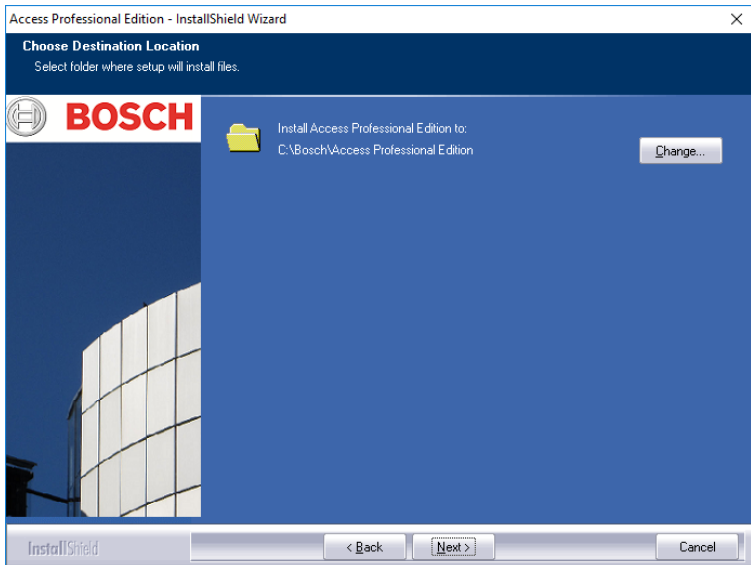 Access Professional Edition - InstallShield Wizard
Choose Destination Location
Select folder where setup will install files.
BOSCH
Install Access Professional Edition to:
C:\Bosch\Access Professional Edition
Change...
InstallShield
< Back
Next >
Cancel